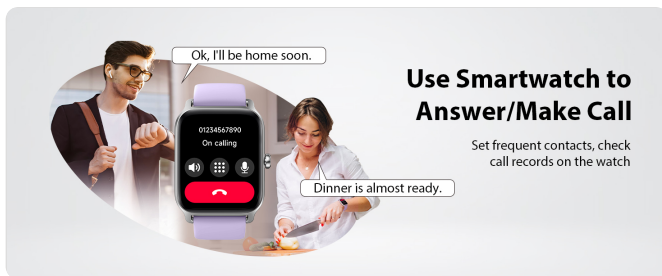 Ok, I'll be home soon.
01234567890
On calling
Dinner is almost ready.
Use Smartwatch to
Answer/Make Call
Set frequent contacts, check
call records on the watch